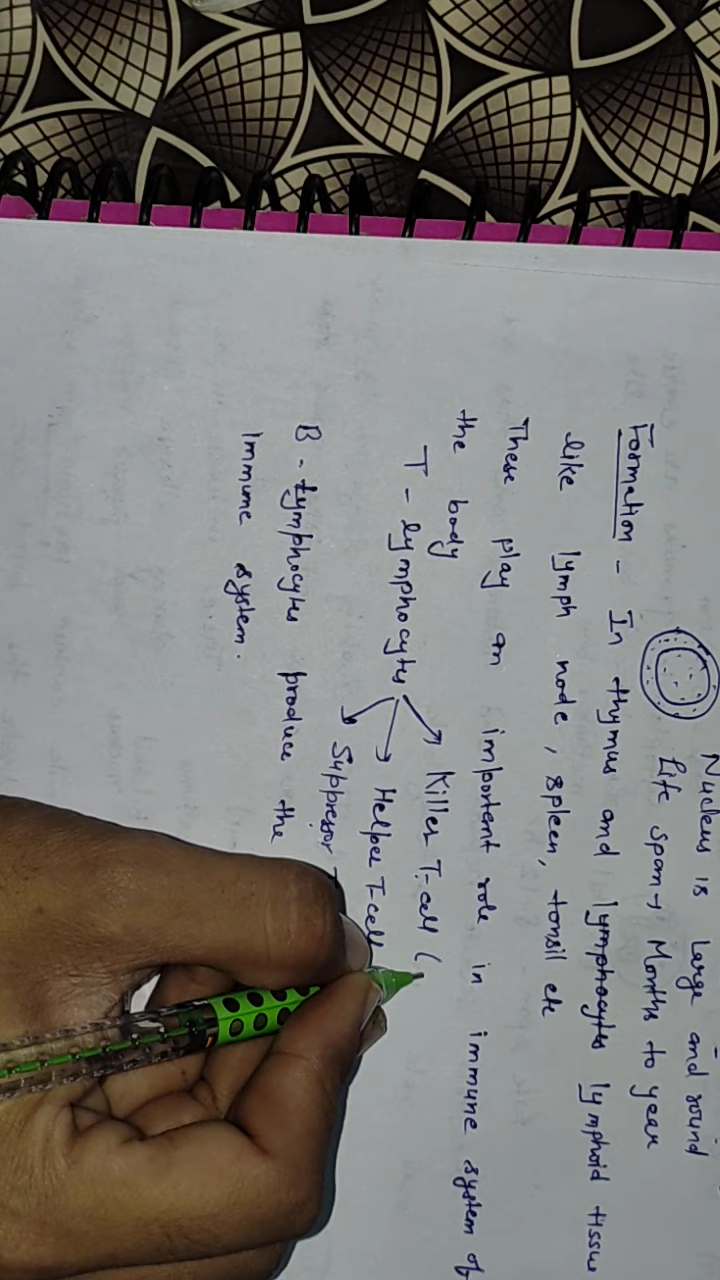 Nucleus is large and round
Life span → Months to year
Formation - In thymus and lymphocytes lymphoid tissue
like lymph node, spleen, tonsil etc
These play an important role in immune system of
the body
T - lymphocytes → Killer T-cell (
→ Helper T-cell
→ Suppressor
B - Lymphocytes produce the
immune system.